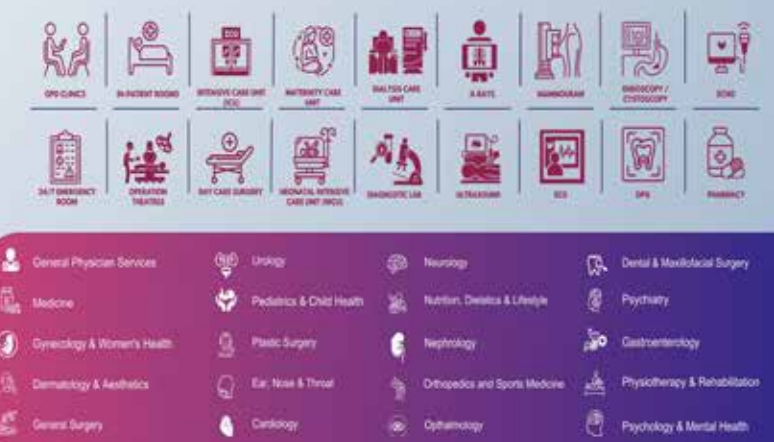 OPD CLINICS
IN-PATIENT ROOMS
INTENSIVE CARE UNIT
(ICU)
MATERNITY CARE
UNIT
DIALYSIS CARE
UNIT
X-RAYS
MAMMOGRAM
ENDOSCOPY /
CYSTOSCOPY
ECHO
24/7 EMERGENCY
ROOM
OPERATION
THEATRES
DAY CARE SURGERY
NEONATAL INTENSIVE
CARE UNIT (NICU)
DIAGNOSTIC LAB
ULTRASOUND
ECG
OPG
PHARMACY
General Physician Services
Urology
Neurology
Dental & Maxillofacial Surgery
Medicine
Pediatrics & Child Health
Nutrition, Dietetics & Lifestyle
Psychiatry
Gynecology & Women's Health
Plastic Surgery
Nephrology
Gastroenterology
Dermatology & Aesthetics
Ear, Nose & Throat
Orthopedics and Sports Medicine
Physiotherapy & Rehabilitation
General Surgery
Cardiology
Opthalmology
Psychology & Mental Health